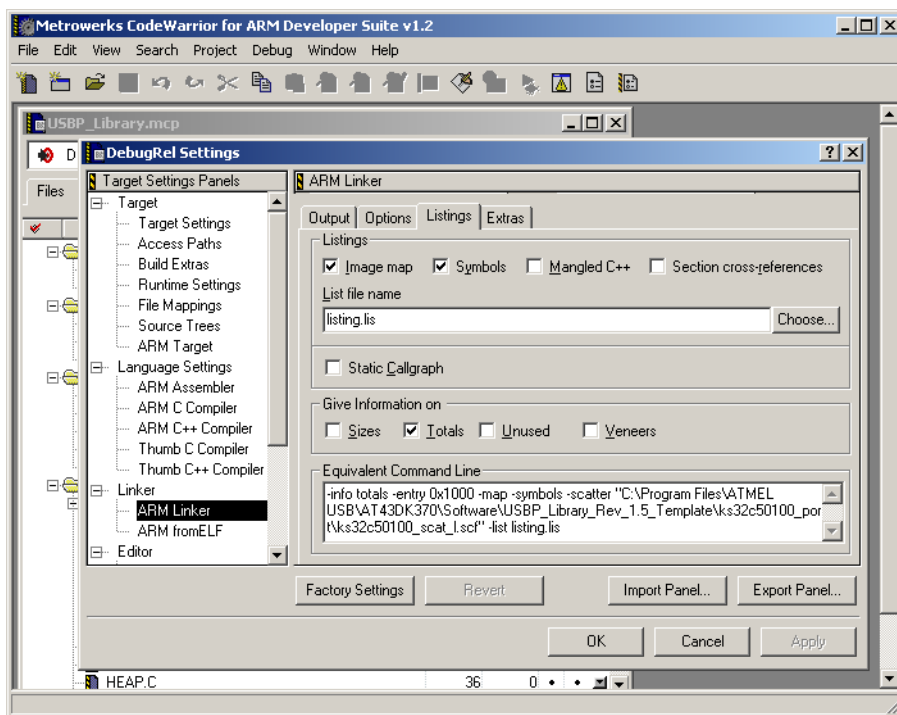 Metrowerks CodeWarrior for ARM Developer Suite v1.2
File Edit View Search Project Debug Window Help
USBP_Library.mcp
D
DebugRel Settings
Files
Target Settings Panels
Target
Target Settings
Access Paths
Build Extras
Runtime Settings
File Mappings
Source Trees
ARM Target
Language Settings
ARM Assembler
ARM C Compiler
ARM C++ Compiler
Thumb C Compiler
Thumb C++ Compiler
Linker
ARM Linker
ARM fromELF
Editor
ARM Linker
Output Options Listings Extras
Listings
Image map Symbols Mangled C++ Section cross-references
List file name
listing.lis
Choose...
Static Callgraph
Give Information on
Sizes Totals Unused Veneers
Equivalent Command Line
-info totals -entry 0x1000 -map -symbols -scatter "C:\Program Files\ATMEL
USB\AT43DK370\Software\USBP_Library_Rev_1.5_Template\ks32c50100_por
t\ks32c50100_scat_l.scf" -list listing.lis
Factory Settings Revert Import Panel... Export Panel...
OK Cancel Apply
HEAP.C 36 0